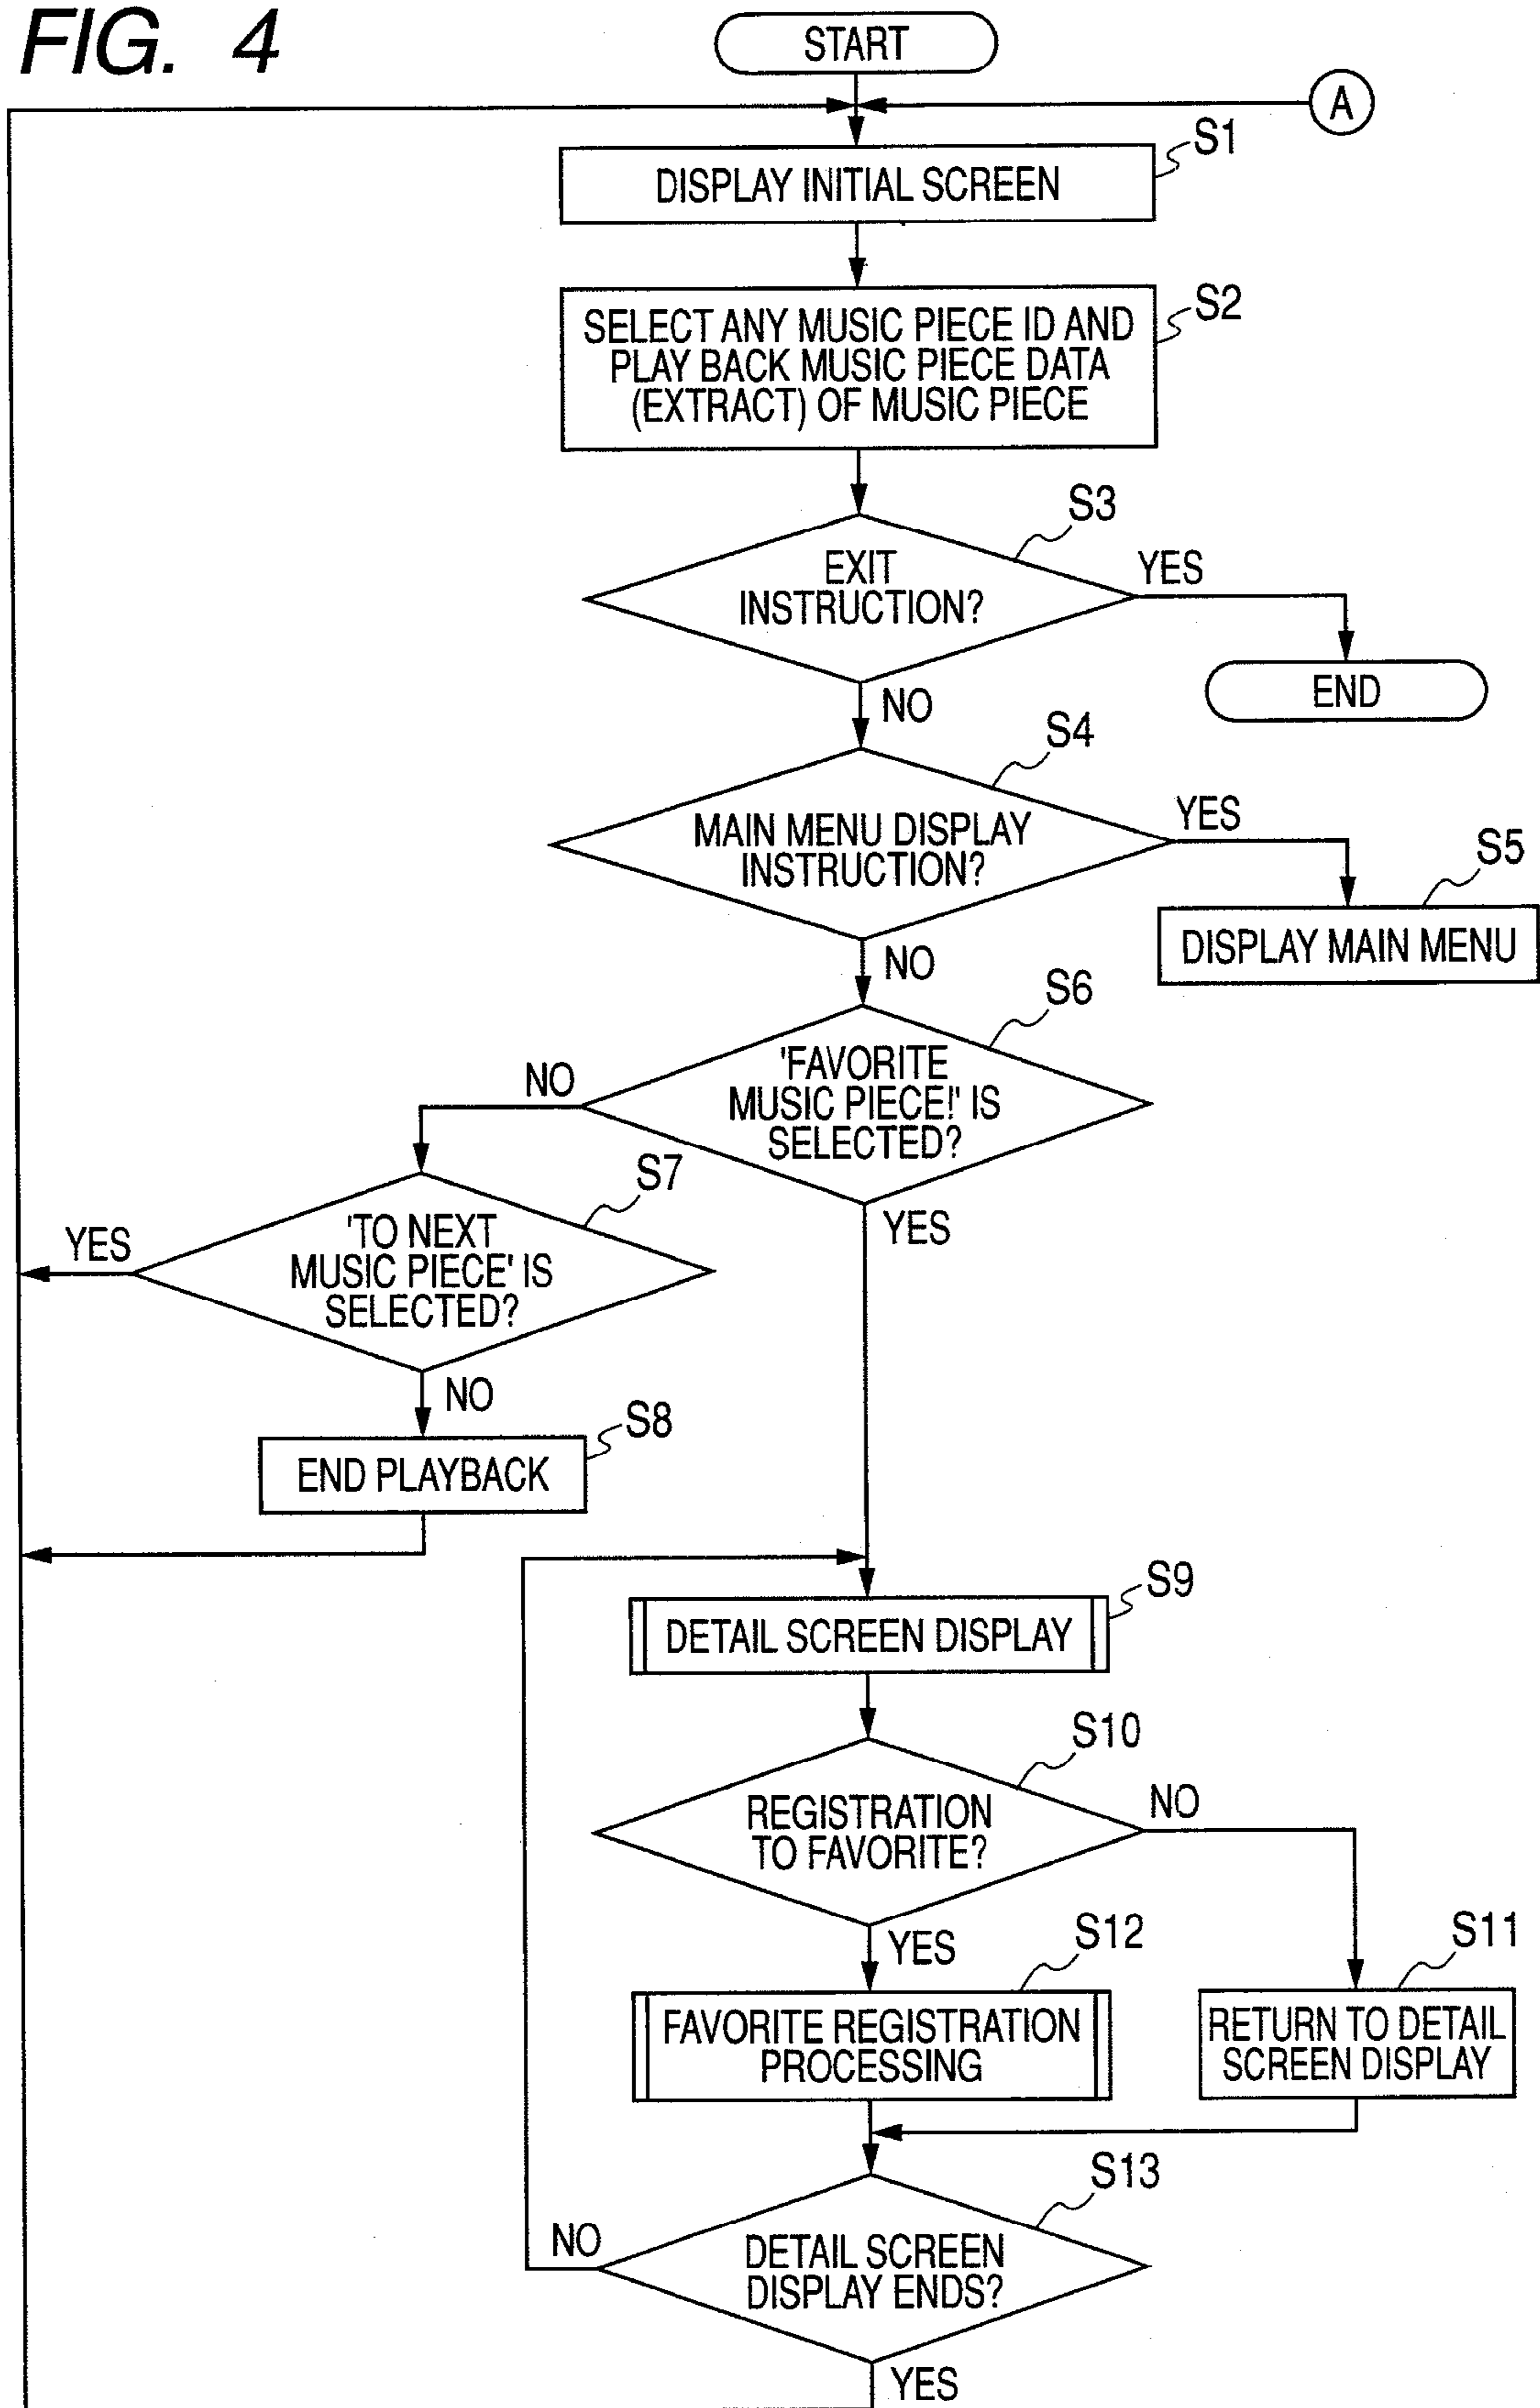 FIG. 4
START
A
S1
DISPLAY INITIAL SCREEN
S2
SELECT ANY MUSIC PIECE ID AND
PLAY BACK MUSIC PIECE DATA
(EXTRACT) OF MUSIC PIECE
S3
EXIT
INSTRUCTION?
YES
END
NO
S4
MAIN MENU DISPLAY
INSTRUCTION?
YES
S5
DISPLAY MAIN MENU
NO
S6
'FAVORITE
MUSIC PIECE!' IS
SELECTED?
NO
YES
S7
'TO NEXT
MUSIC PIECE' IS
SELECTED?
YES
NO
S8
END PLAYBACK
S9
DETAIL SCREEN DISPLAY
S10
REGISTRATION
TO FAVORITE?
NO
YES
S12
FAVORITE REGISTRATION
PROCESSING
S11
RETURN TO DETAIL
SCREEN DISPLAY
S13
DETAIL SCREEN
DISPLAY ENDS?
NO
YES